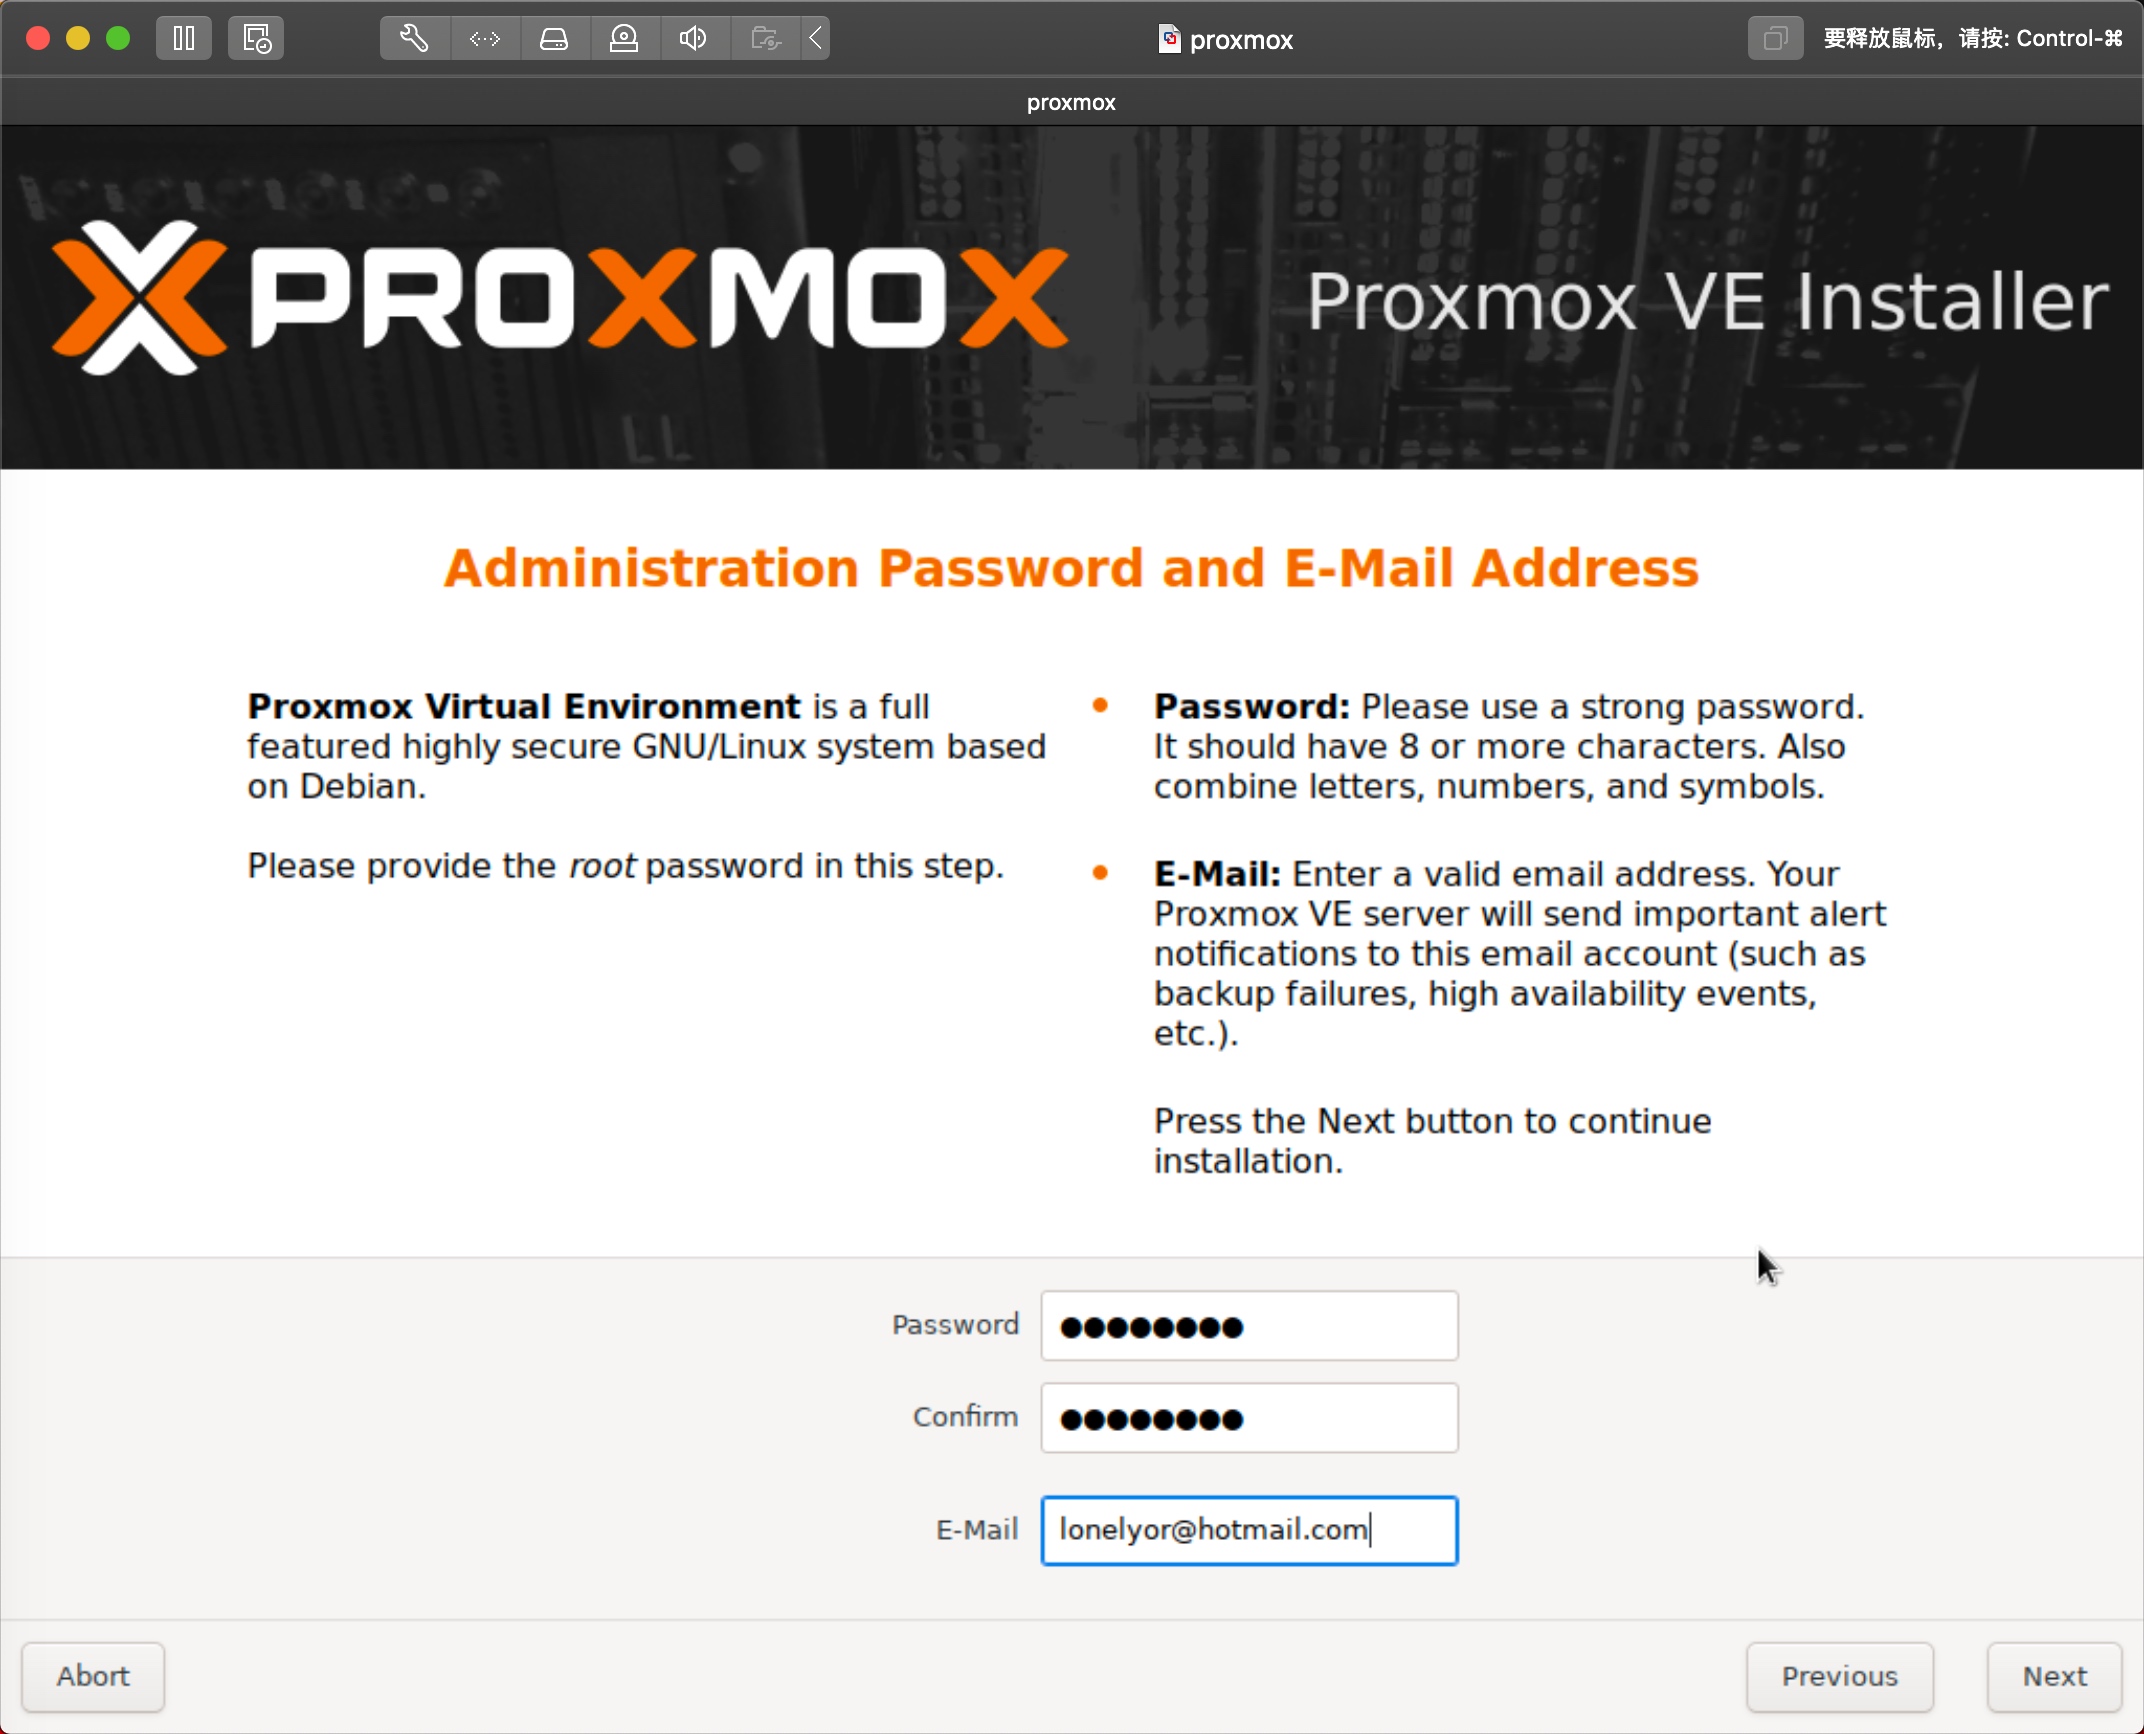 proxmox
要释放鼠标，请按: Control-⌘
proxmox
PROXMOX
Proxmox VE Installer
Administration Password and E-Mail Address
Proxmox Virtual Environment is a full
featured highly secure GNU/Linux system based
on Debian.
Please provide the root password in this step.
Password: Please use a strong password.
It should have 8 or more characters. Also
combine letters, numbers, and symbols.
E-Mail: Enter a valid email address. Your
Proxmox VE server will send important alert
notifications to this email account (such as
backup failures, high availability events,
etc.).
Press the Next button to continue
installation.
Password ●●●●●●●●
Confirm ●●●●●●●●
E-Mail lonelyor@hotmail.com
Abort
Previous
Next